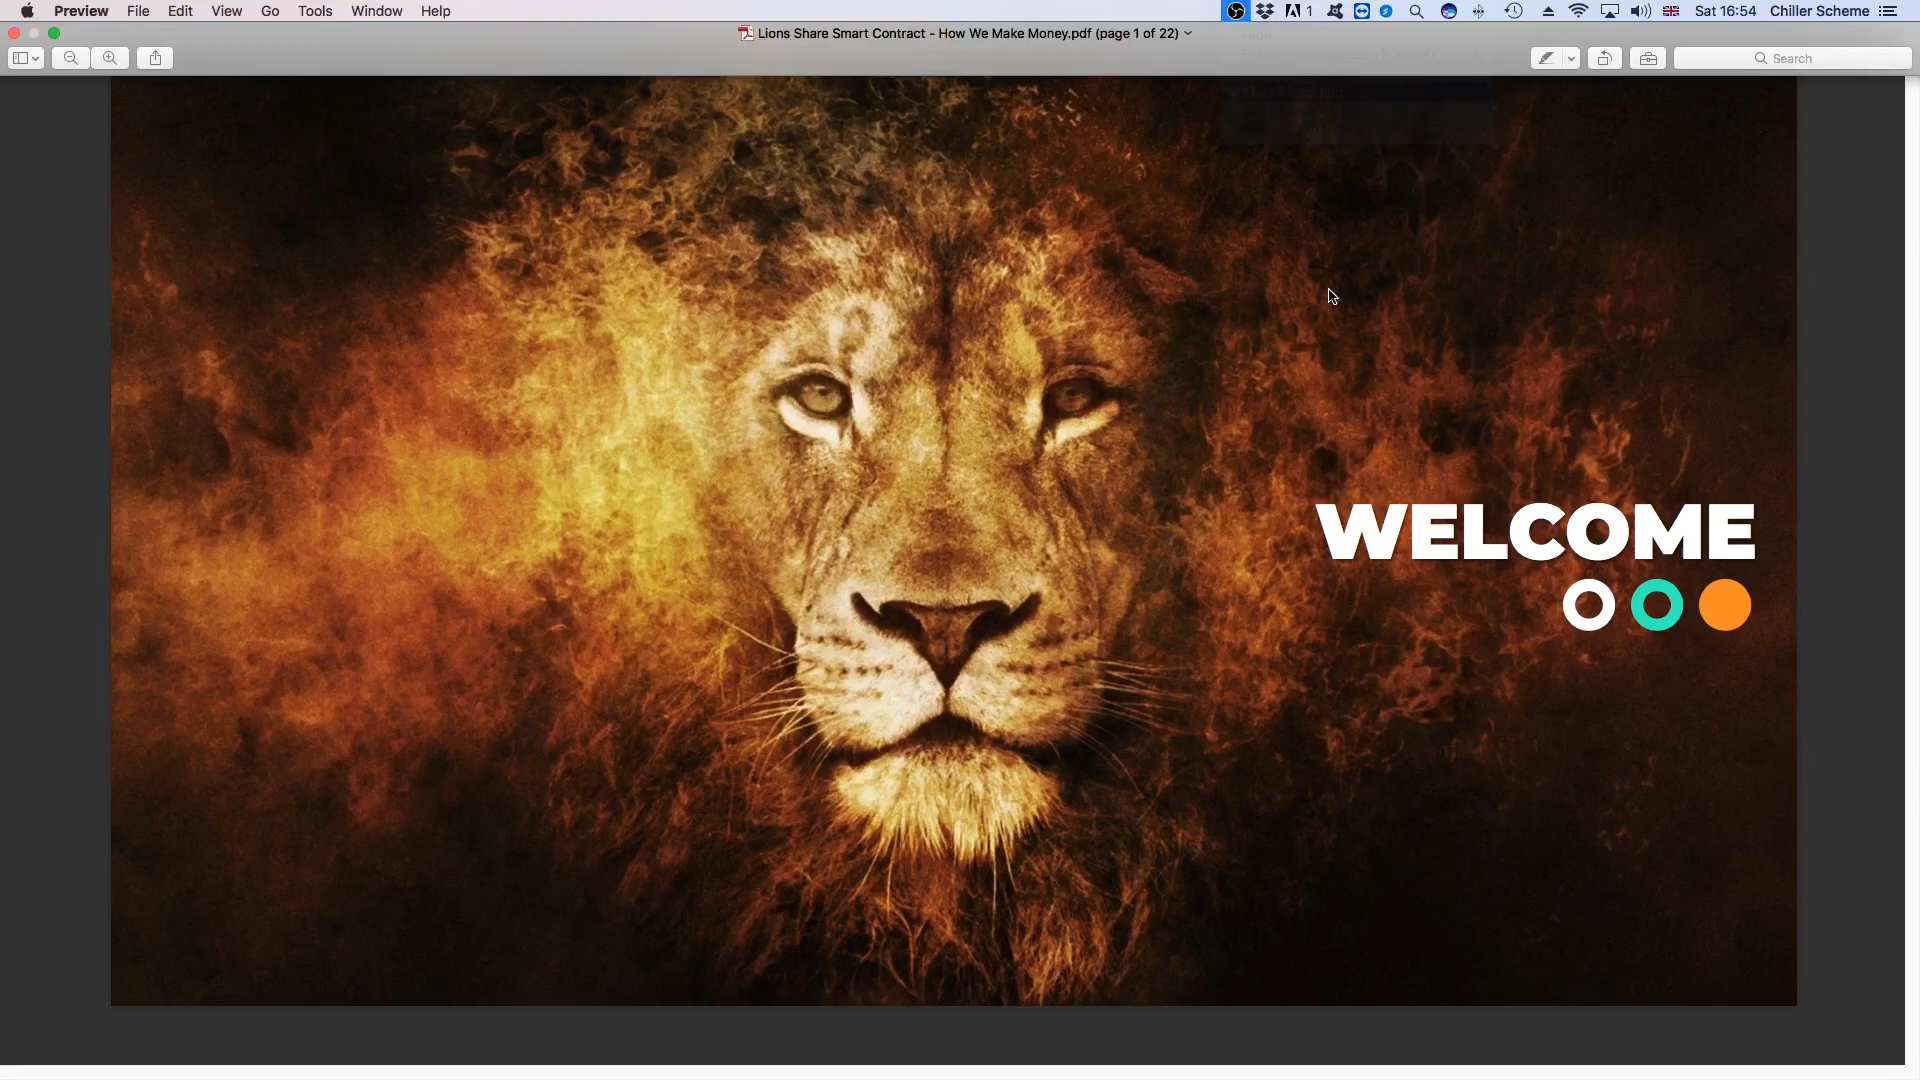 Preview File Edit View Go Tools Window Help
1
Sat 16:54 Chiller Scheme
Lions Share Smart Contract - How We Make Money.pdf (page 1 of 22)
Search
WELCOME